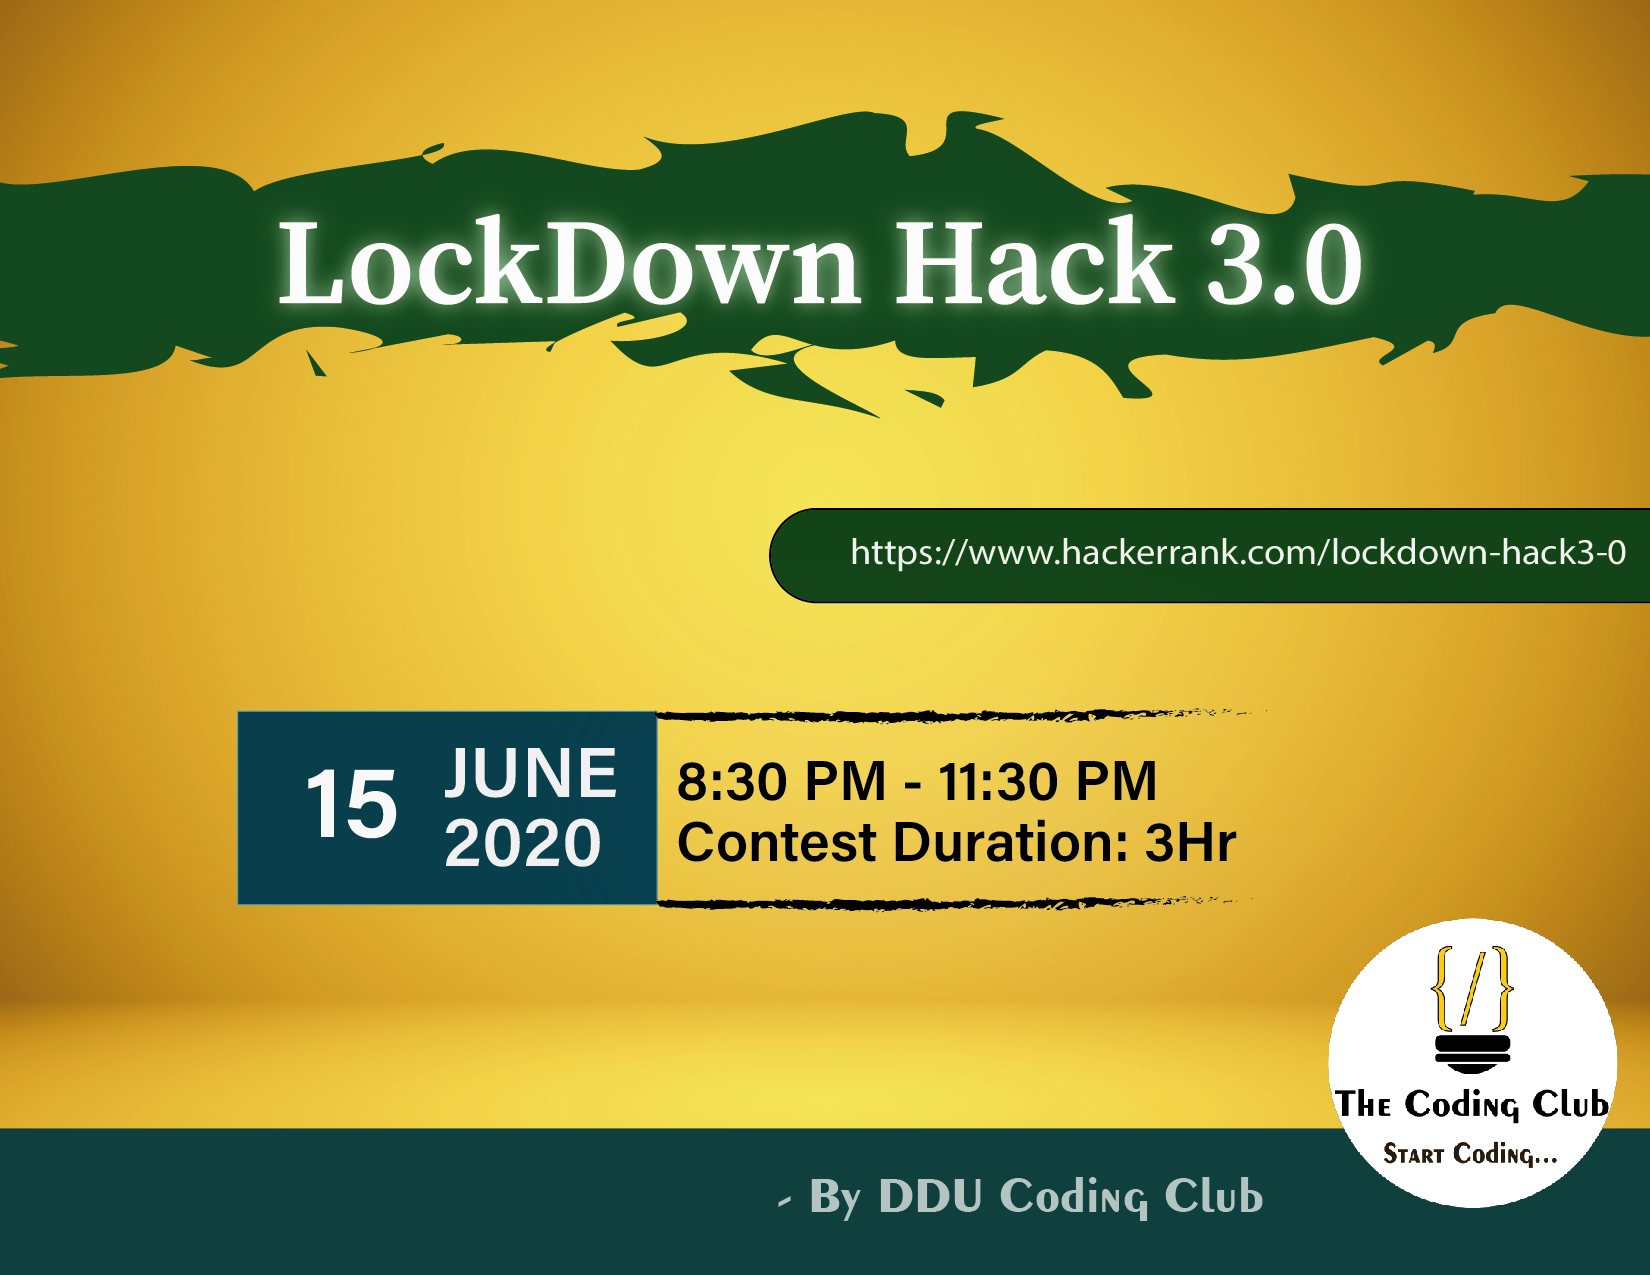 LockDown Hack 3.0
https://www.hackerrank.com/lockdown-hack3-0
15
JUNE
2020
8:30 PM - 11:30 PM
Contest Duration: 3Hr
{/}
The Coding Club
Start Coding...
- By DDU Coding Club